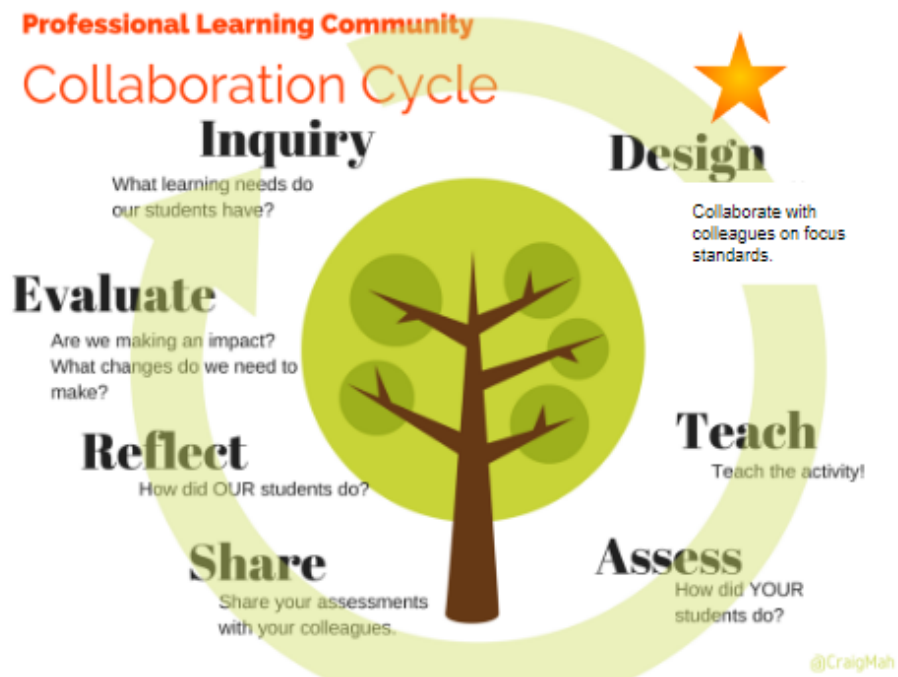 Professional Learning Community
Collaboration Cycle
Inquiry
What learning needs do
our students have?
Design
Collaborate with
colleagues on focus
standards.
Teach
Teach the activity!
Assess
How did YOUR
students do?
Share
Share your assessments
with your colleagues.
Reflect
How did OUR students do?
Evaluate
Are we making an impact?
What changes do we need to
make?
@CraigMah